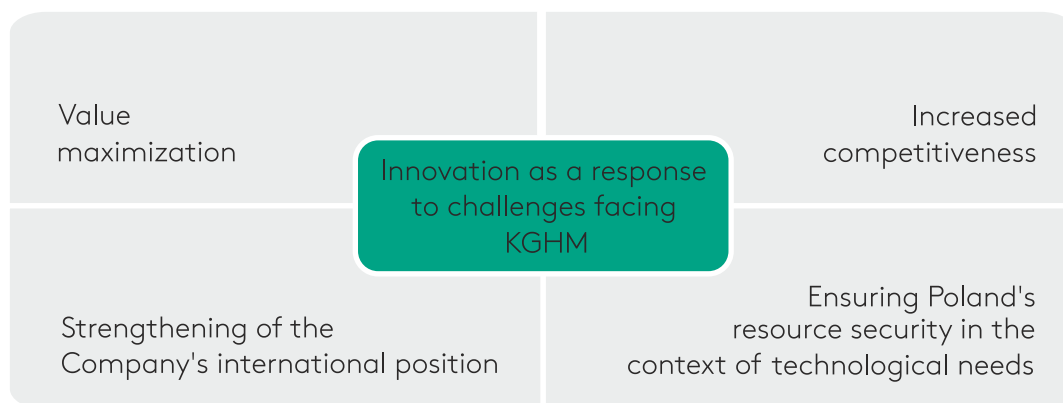 Value
maximization
Increased
competitiveness
Innovation as a response
to challenges facing
KGHM
Strengthening of the
Company's international position
Ensuring Poland's
resource security in the
context of technological needs